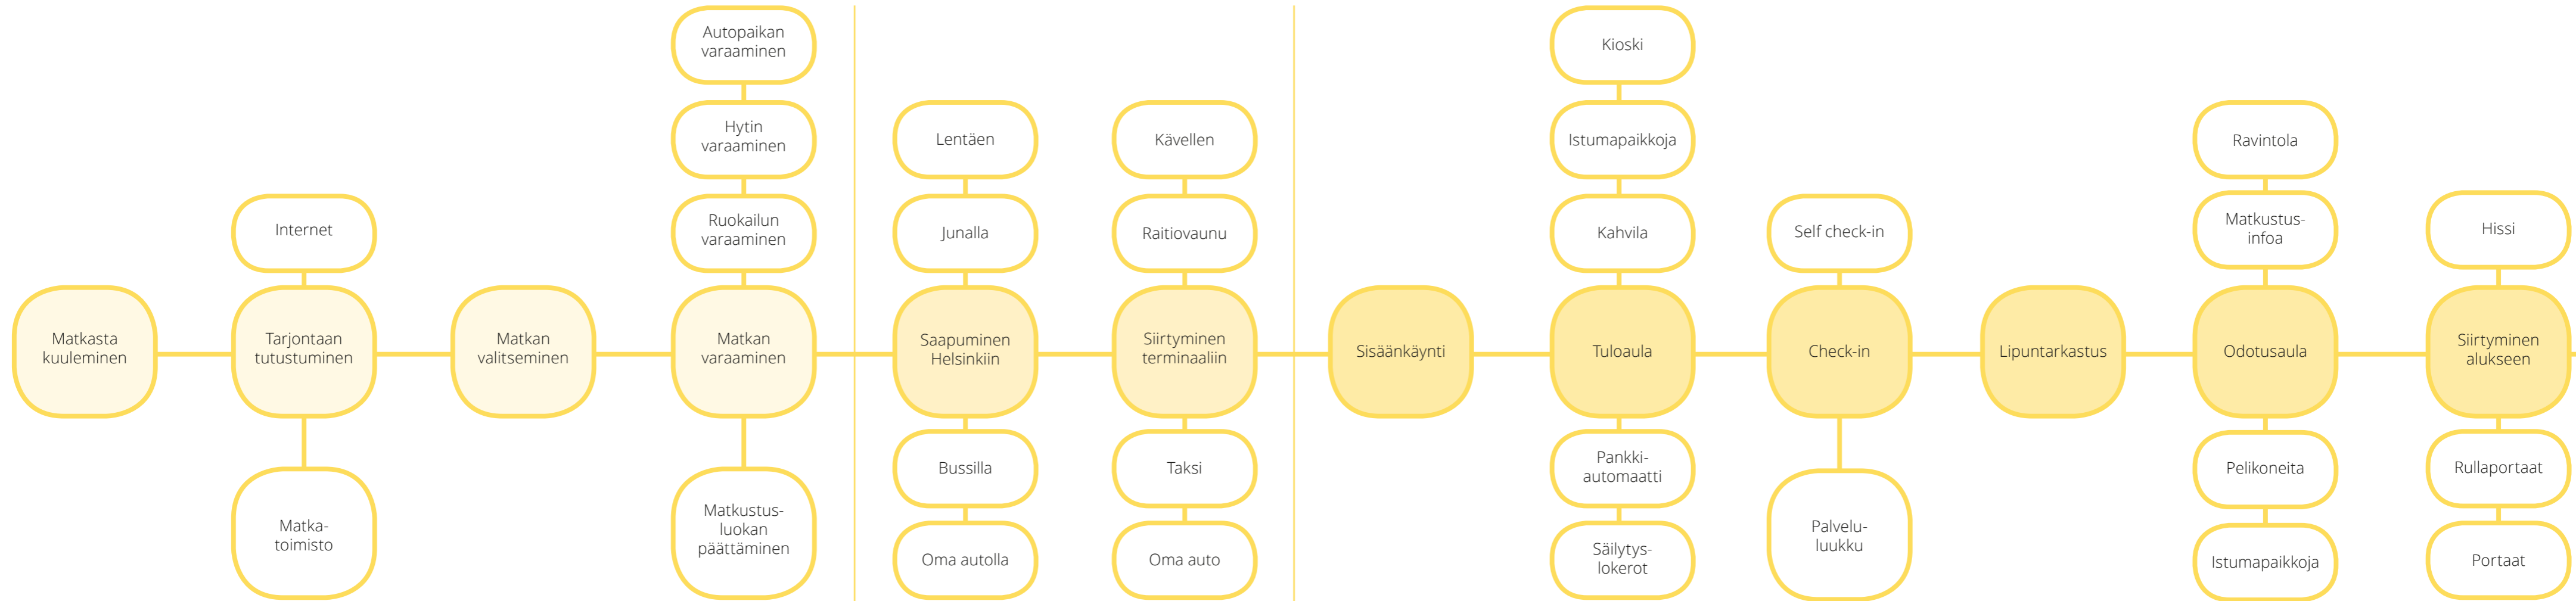 Matkasta
kuuleminen
Internet
Tarjontaan
tutustuminen
Matka-
toimisto
Matkan
valitseminen
Autopaikan
varaaminen
Hytin
varaaminen
Ruokailun
varaaminen
Matkan
varaaminen
Matkustus-
luokan
päättäminen
Lentäen
Junalla
Saapuminen
Helsinkiin
Bussilla
Oma autolla
Kävellen
Raitiovaunu
Siirtyminen
terminaaliin
Taksi
Oma auto
Sisäänkäynti
Kioski
Istumapaikkoja
Kahvila
Tuloaula
Pankki-
automaatti
Säilytys-
lokerot
Self check-in
Check-in
Palvelu-
luukku
Lipuntarkastus
Ravintola
Matkustus-
infoa
Odotusaula
Pelikoneita
Istumapaikkoja
Hissi
Siirtyminen
alukseen
Rullaportaat
Portaat